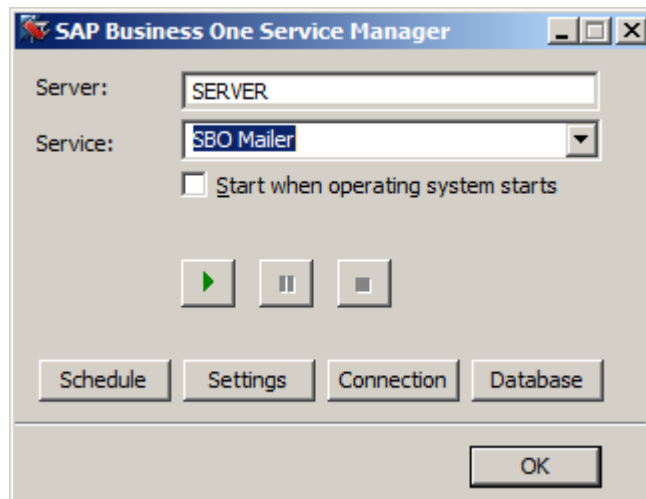 SAP Business One Service Manager
Server: SERVER
Service: SBO Mailer
Start when operating system starts
Schedule Settings Connection Database
OK